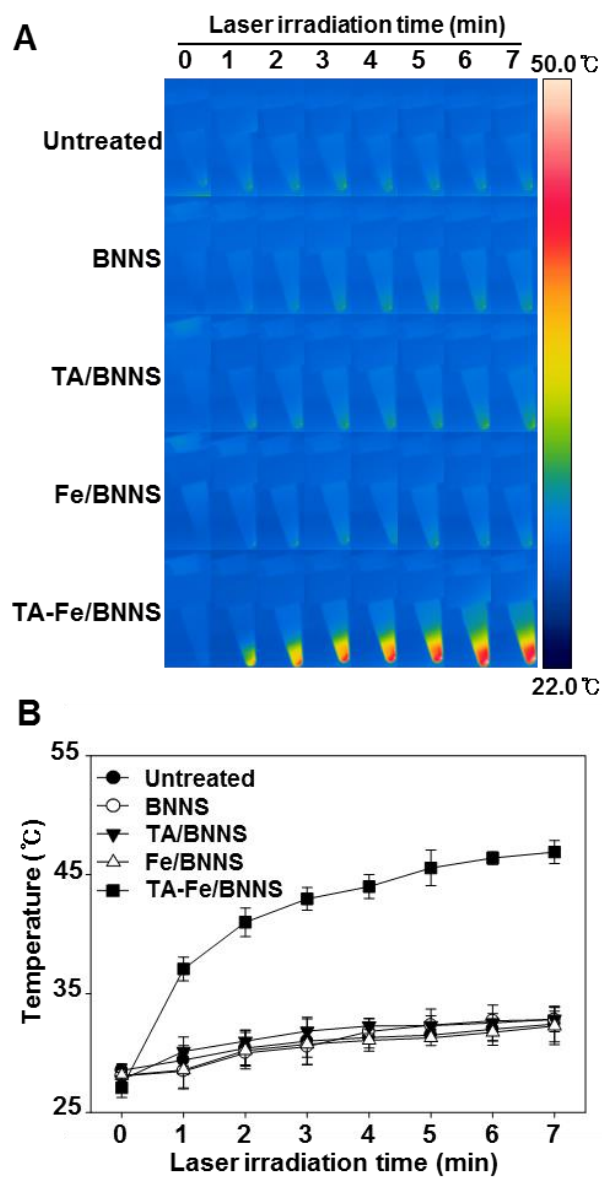 A
Laser irradiation time (min)
0 1 2 3 4 5 6 7
50.0℃
Untreated
BNNS
TA/BNNS
Fe/BNNS
TA-Fe/BNNS
22.0℃
B
55
45
35
25
Temperature (℃)
Untreated
BNNS
TA/BNNS
Fe/BNNS
TA-Fe/BNNS
0 1 2 3 4 5 6 7
Laser irradiation time (min)